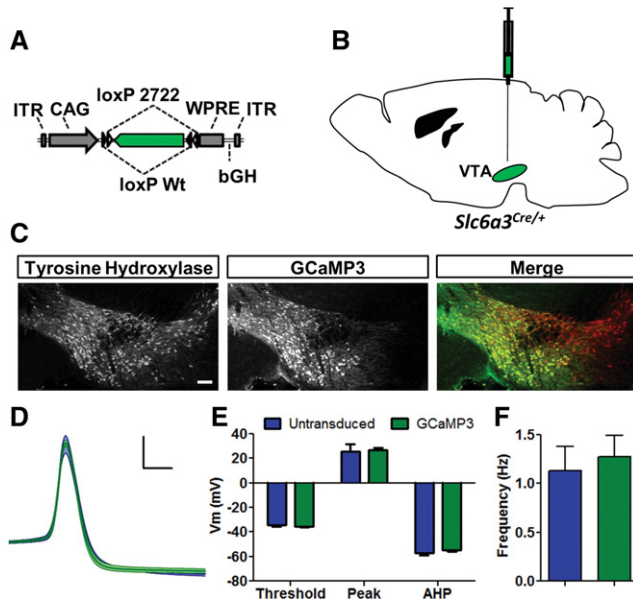 A
loxP 2722
ITR CAG
WPRE ITR
loxP Wt
bGH
B
VTA
Slc6a3Cre/+
C
Tyrosine Hydroxylase
GCaMP3
Merge
D
E
Untransduced
GCaMP3
Vm (mV)
40
20
0
-20
-40
-60
-80
Threshold
Peak
AHP
F
Frequency (Hz)
1.5
1.0
0.5
0.0